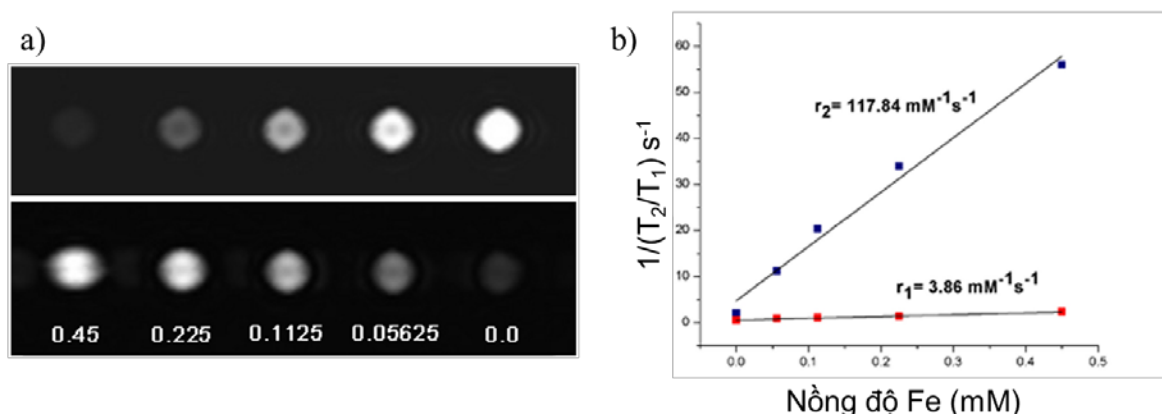 a)
0.45 0.225 0.1125 0.05625 0.0
b)
60
50
40
30
20
10
0
1/(T₂/T₁) s⁻¹
r₂= 117.84 mM⁻¹s⁻¹
r₁= 3.86 mM⁻¹s⁻¹
0.0 0.1 0.2 0.3 0.4 0.5
Nồng độ Fe (mM)